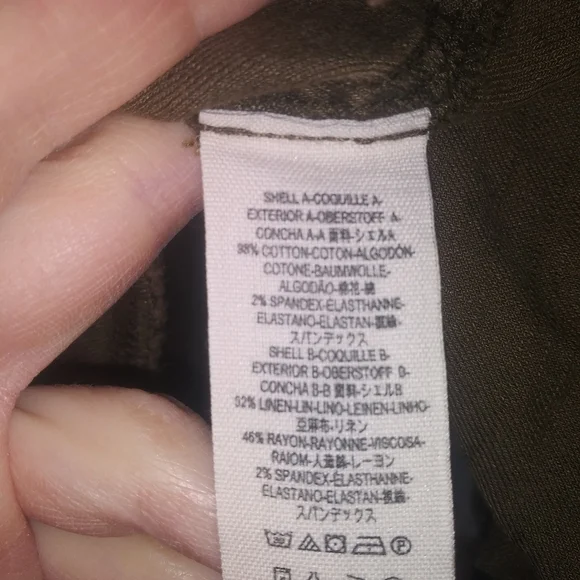 SHELL A-COQUILLE A-
EXTERIOR A-OBERSTOFF A-
CONCHA A-A 面料-シェルA
98% COTTON-COTON-ALGODÓN-
COTONE-BAUMWOLLE-
ALGODÃO-棉花-綿
2% SPANDEX-ELASTHANNE-
ELASTANO-ELASTAN-氨綸-
スパンデックス
SHELL B-COQUILLE B-
EXTERIOR B-OBERSTOFF B-
CONCHA B-B 面料-シェルB
92% LINEN-LIN-LINO-LEINEN-LINHO-
亞麻布-リネン
46% RAYON-RAYONNE-VISCOSA-
RAIOM-人造絲-レーヨン
2% SPANDEX-ELASTHANNE-
ELASTANO-ELASTAN-氨綸-
スパンデックス